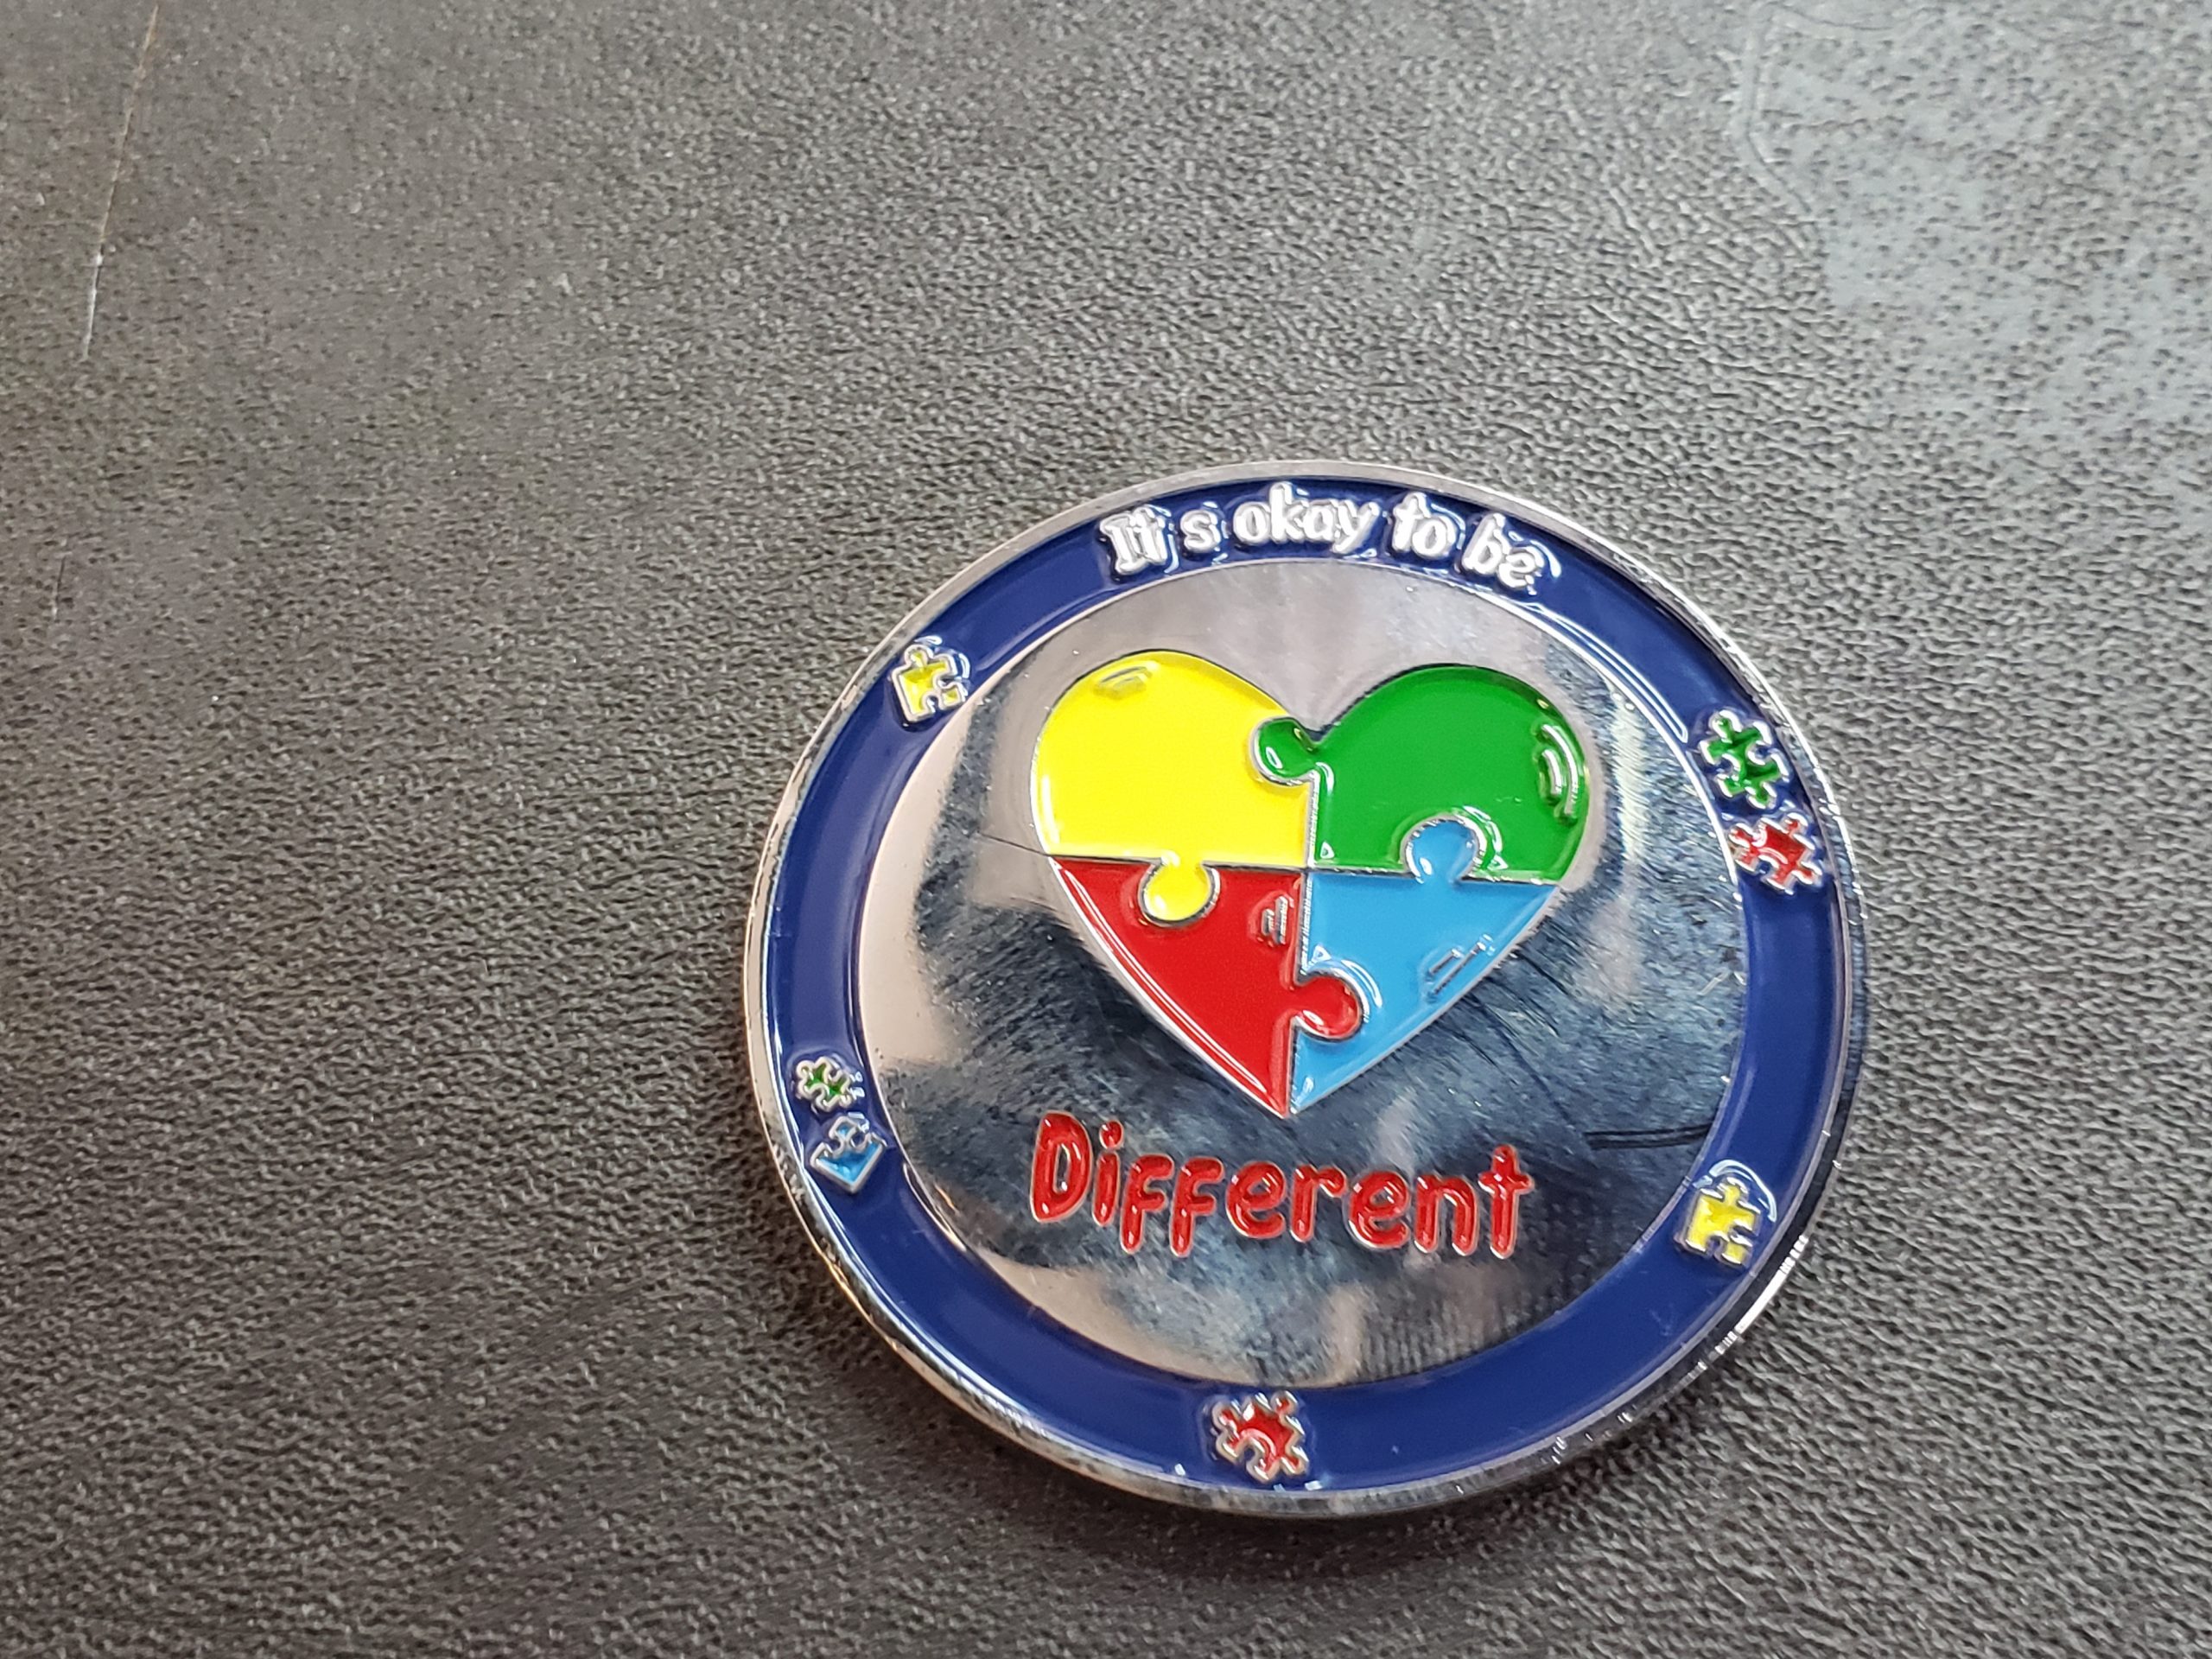 It's okay to be
Different